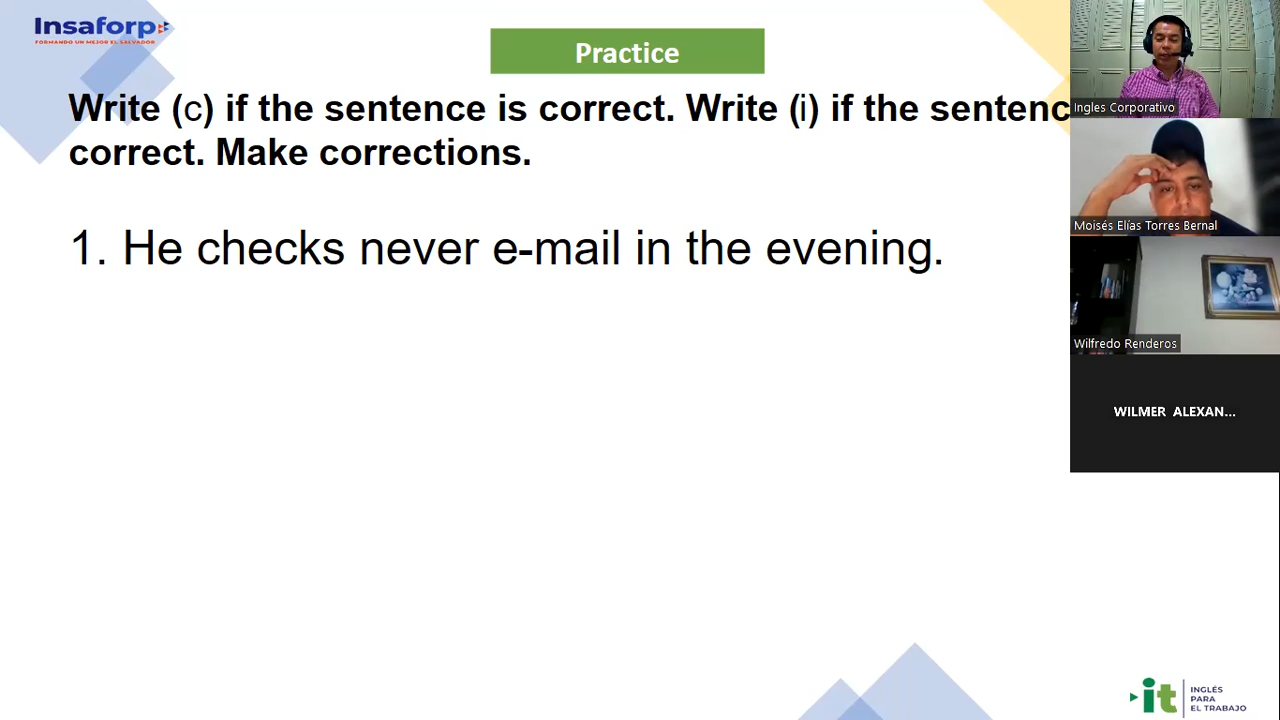 Insaforp
FORMANDO UN MEJOR EL SALVADOR
Practice
Write (c) if the sentence is correct. Write (i) if the sentenc
correct. Make corrections.
1. He checks never e-mail in the evening.
Ingles Corporativo
Moisés Elías Torres Bernal
Wilfredo Renderos
WILMER ALEXAN...
it
INGLÉS
PARA
EL TRABAJO